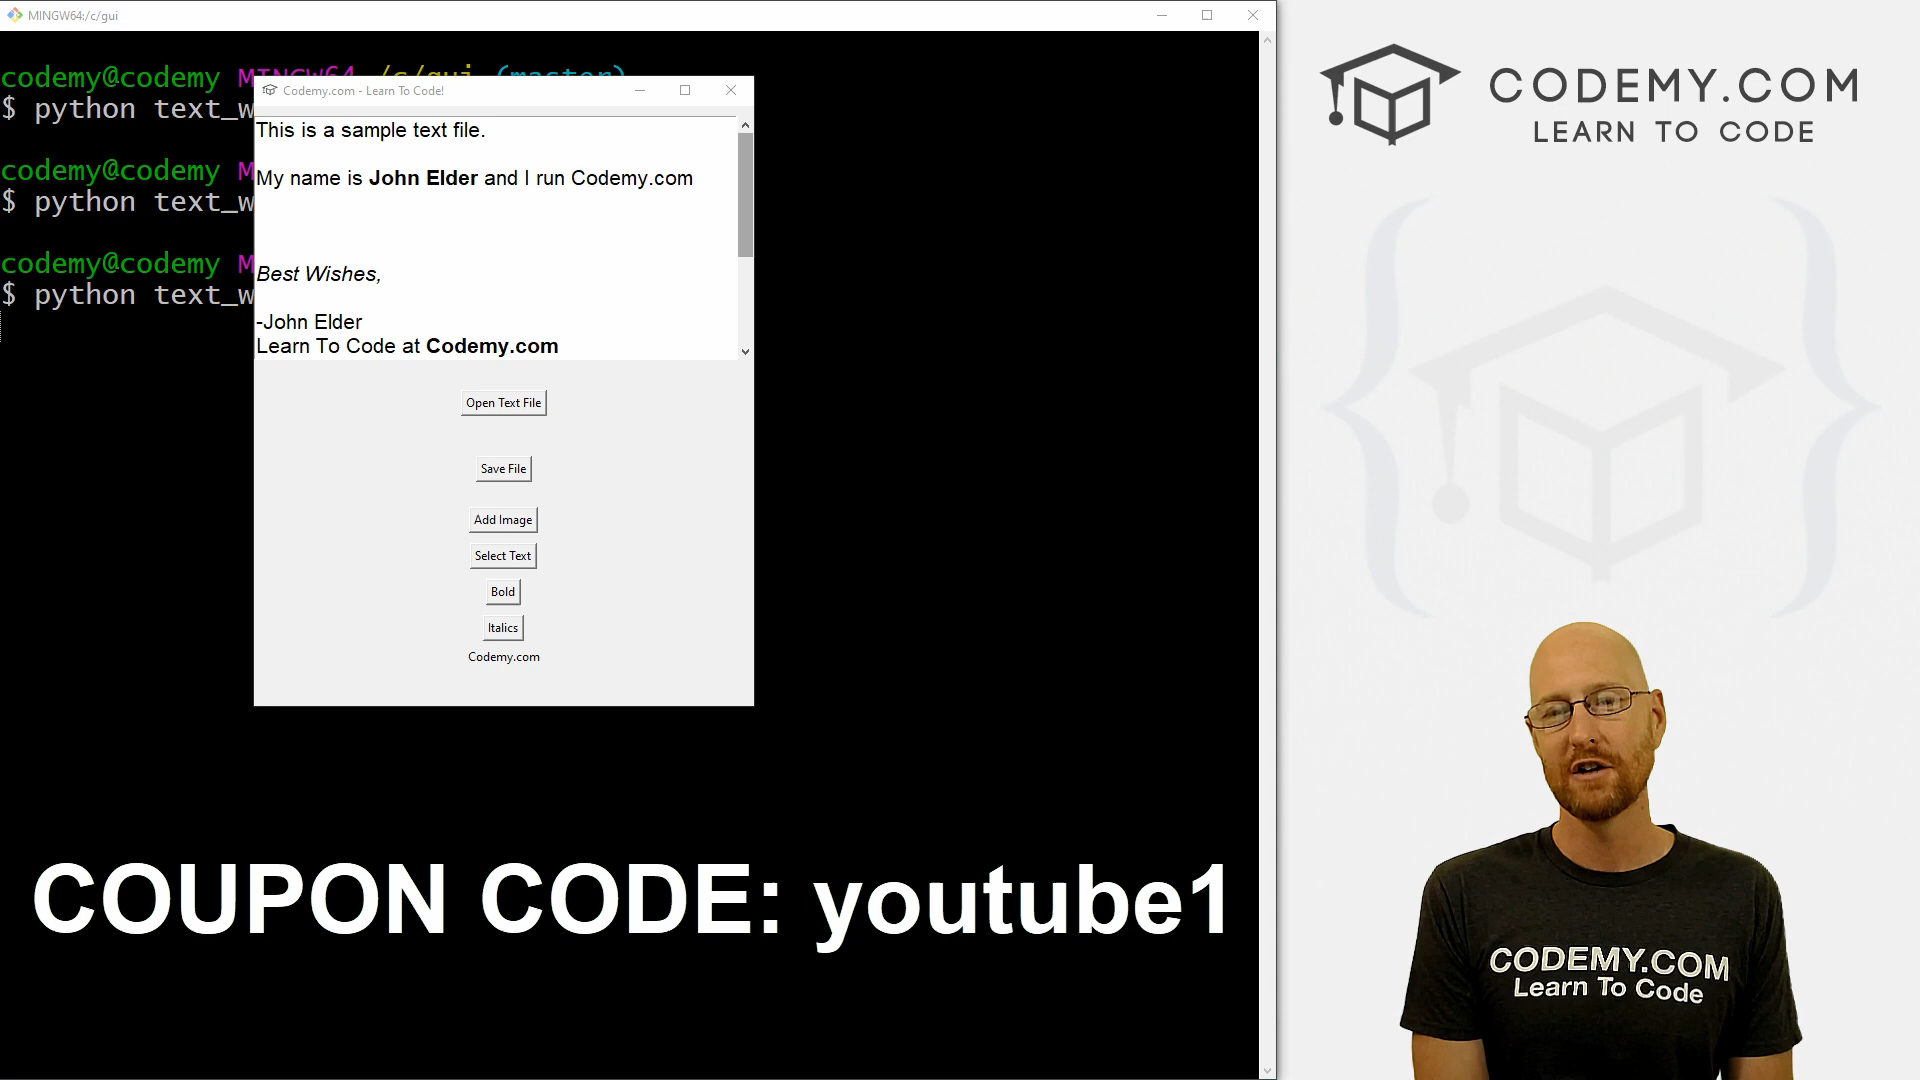 MINGW64:/c/gui
codemy@codemy MINGW64 /c/gui (master)
$ python text_w
codemy@codemy M
$ python text_w
codemy@codemy M
$ python text_w
Codemy.com - Learn To Code!
This is a sample text file.
My name is John Elder and I run Codemy.com
Best Wishes,
-John Elder
Learn To Code at Codemy.com
Open Text File
Save File
Add Image
Select Text
Bold
Italics
Codemy.com
COUPON CODE: youtube1
CODEMY.COM
LEARN TO CODE
CODEMY.COM
Learn To Code